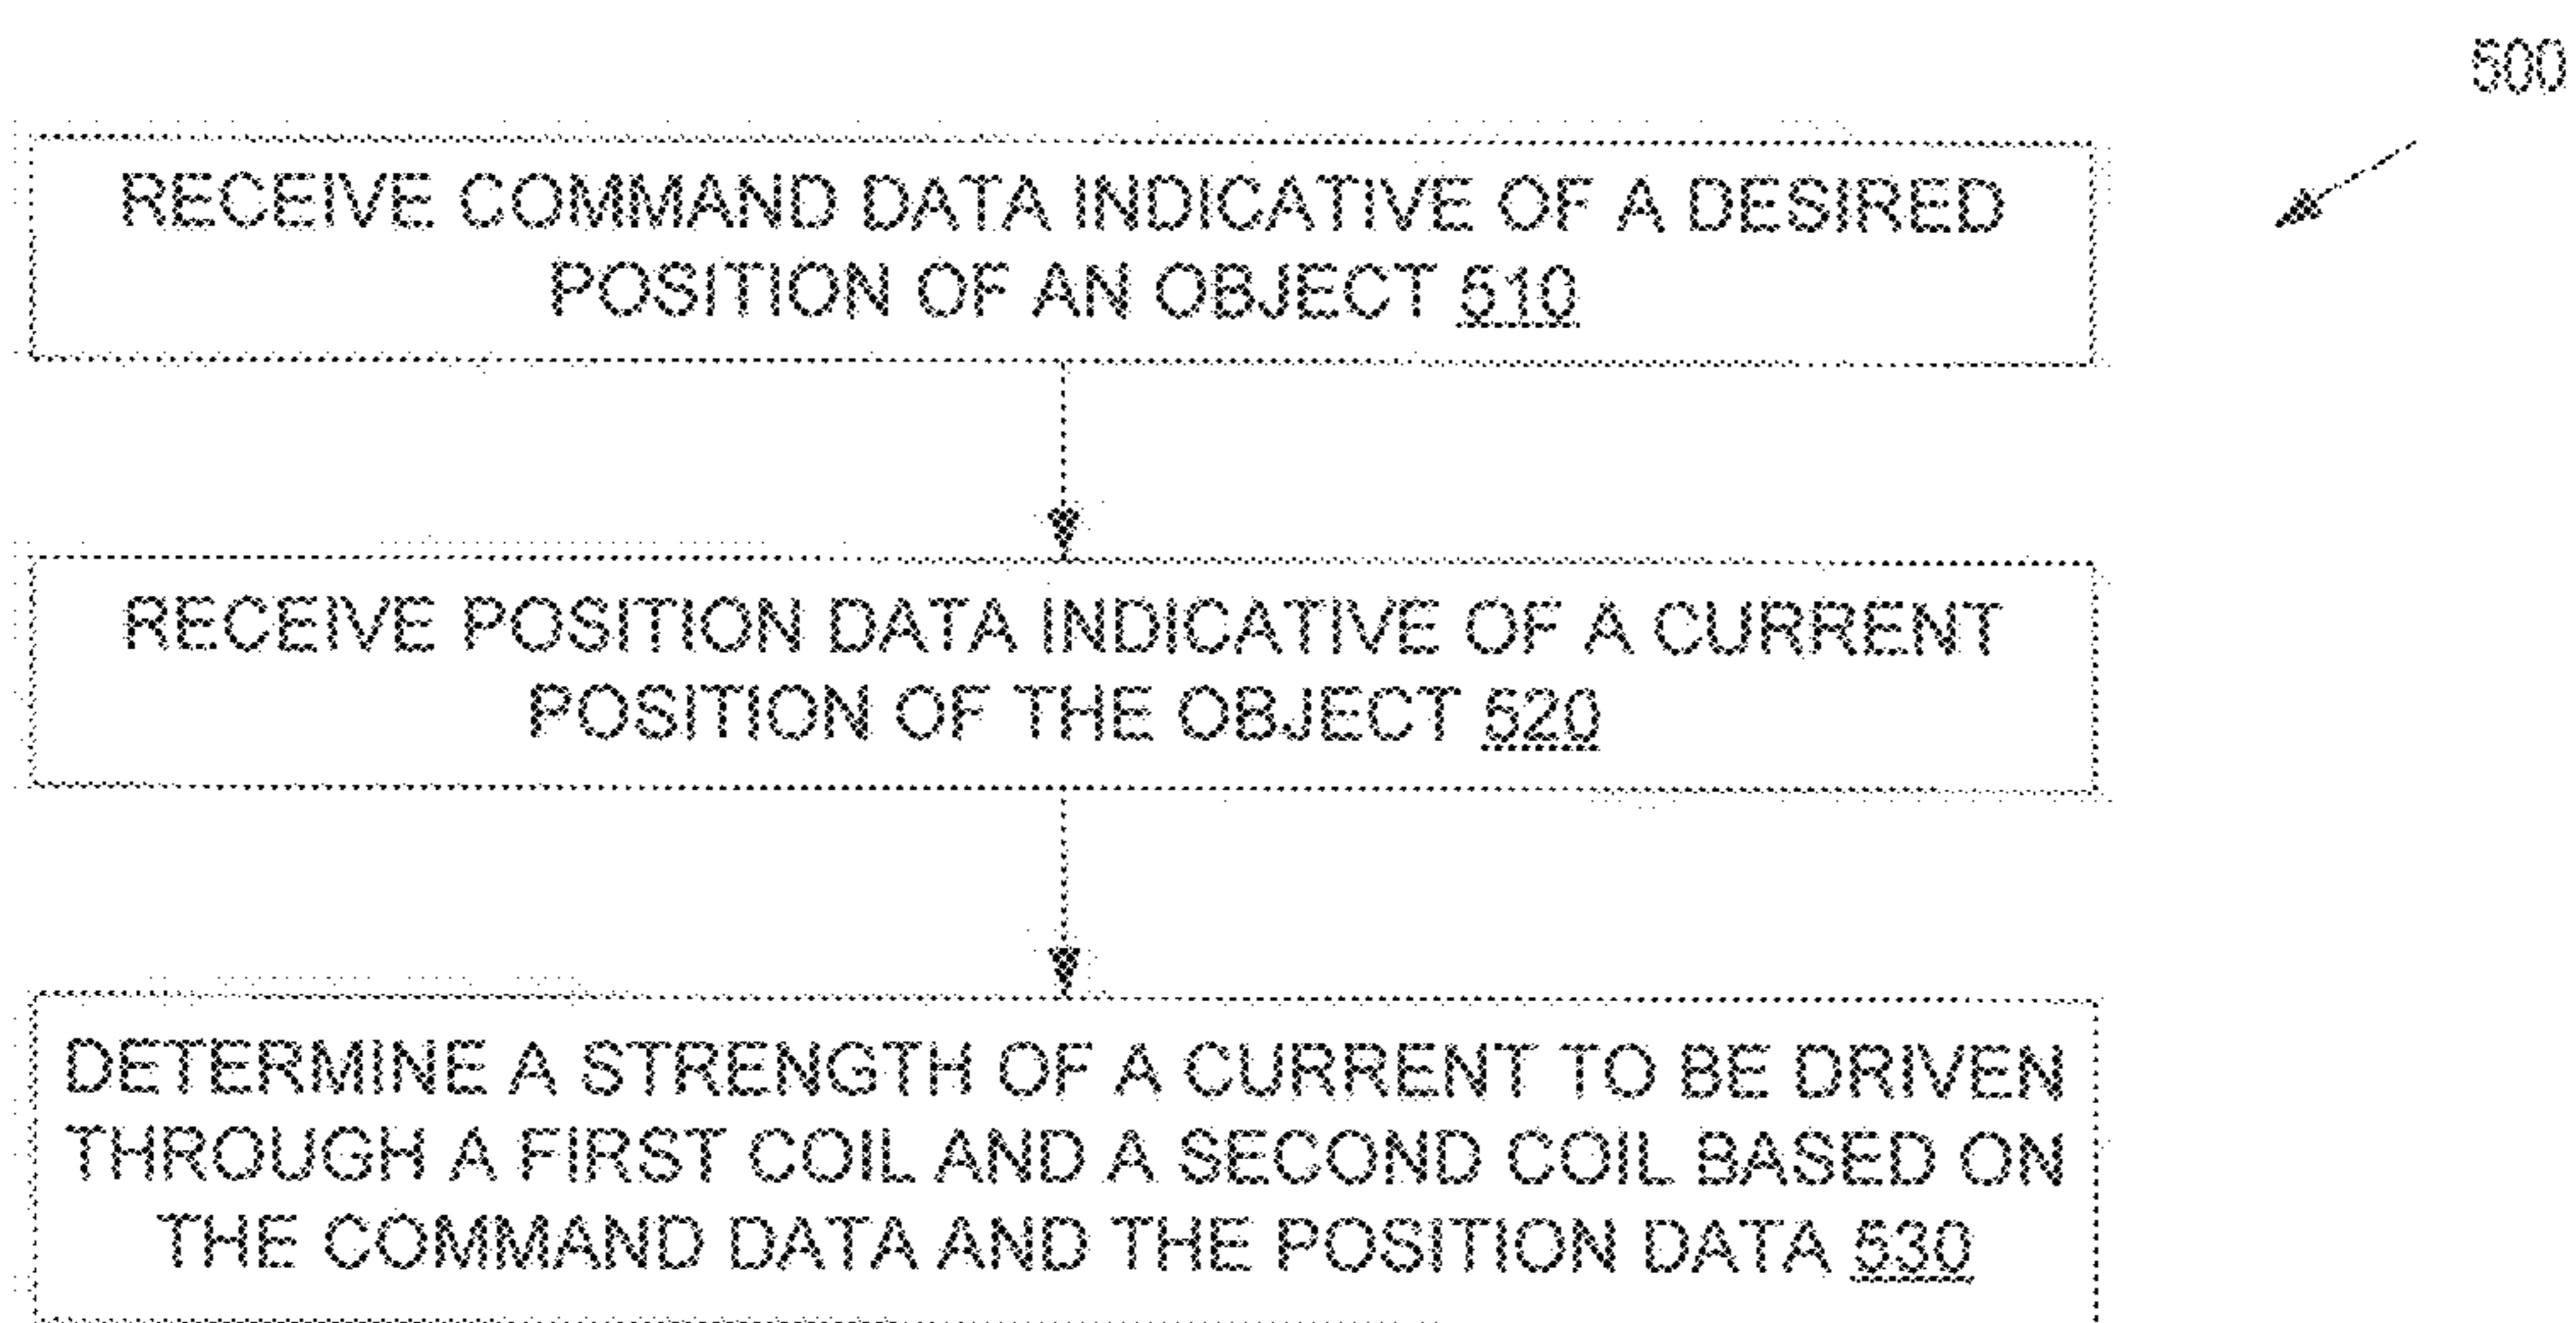 500
RECEIVE COMMAND DATA INDICATIVE OF A DESIRED
POSITION OF AN OBJECT 510
RECEIVE POSITION DATA INDICATIVE OF A CURRENT
POSITION OF THE OBJECT 520
DETERMINE A STRENGTH OF A CURRENT TO BE DRIVEN
THROUGH A FIRST COIL AND A SECOND COIL BASED ON
THE COMMAND DATA AND THE POSITION DATA 530